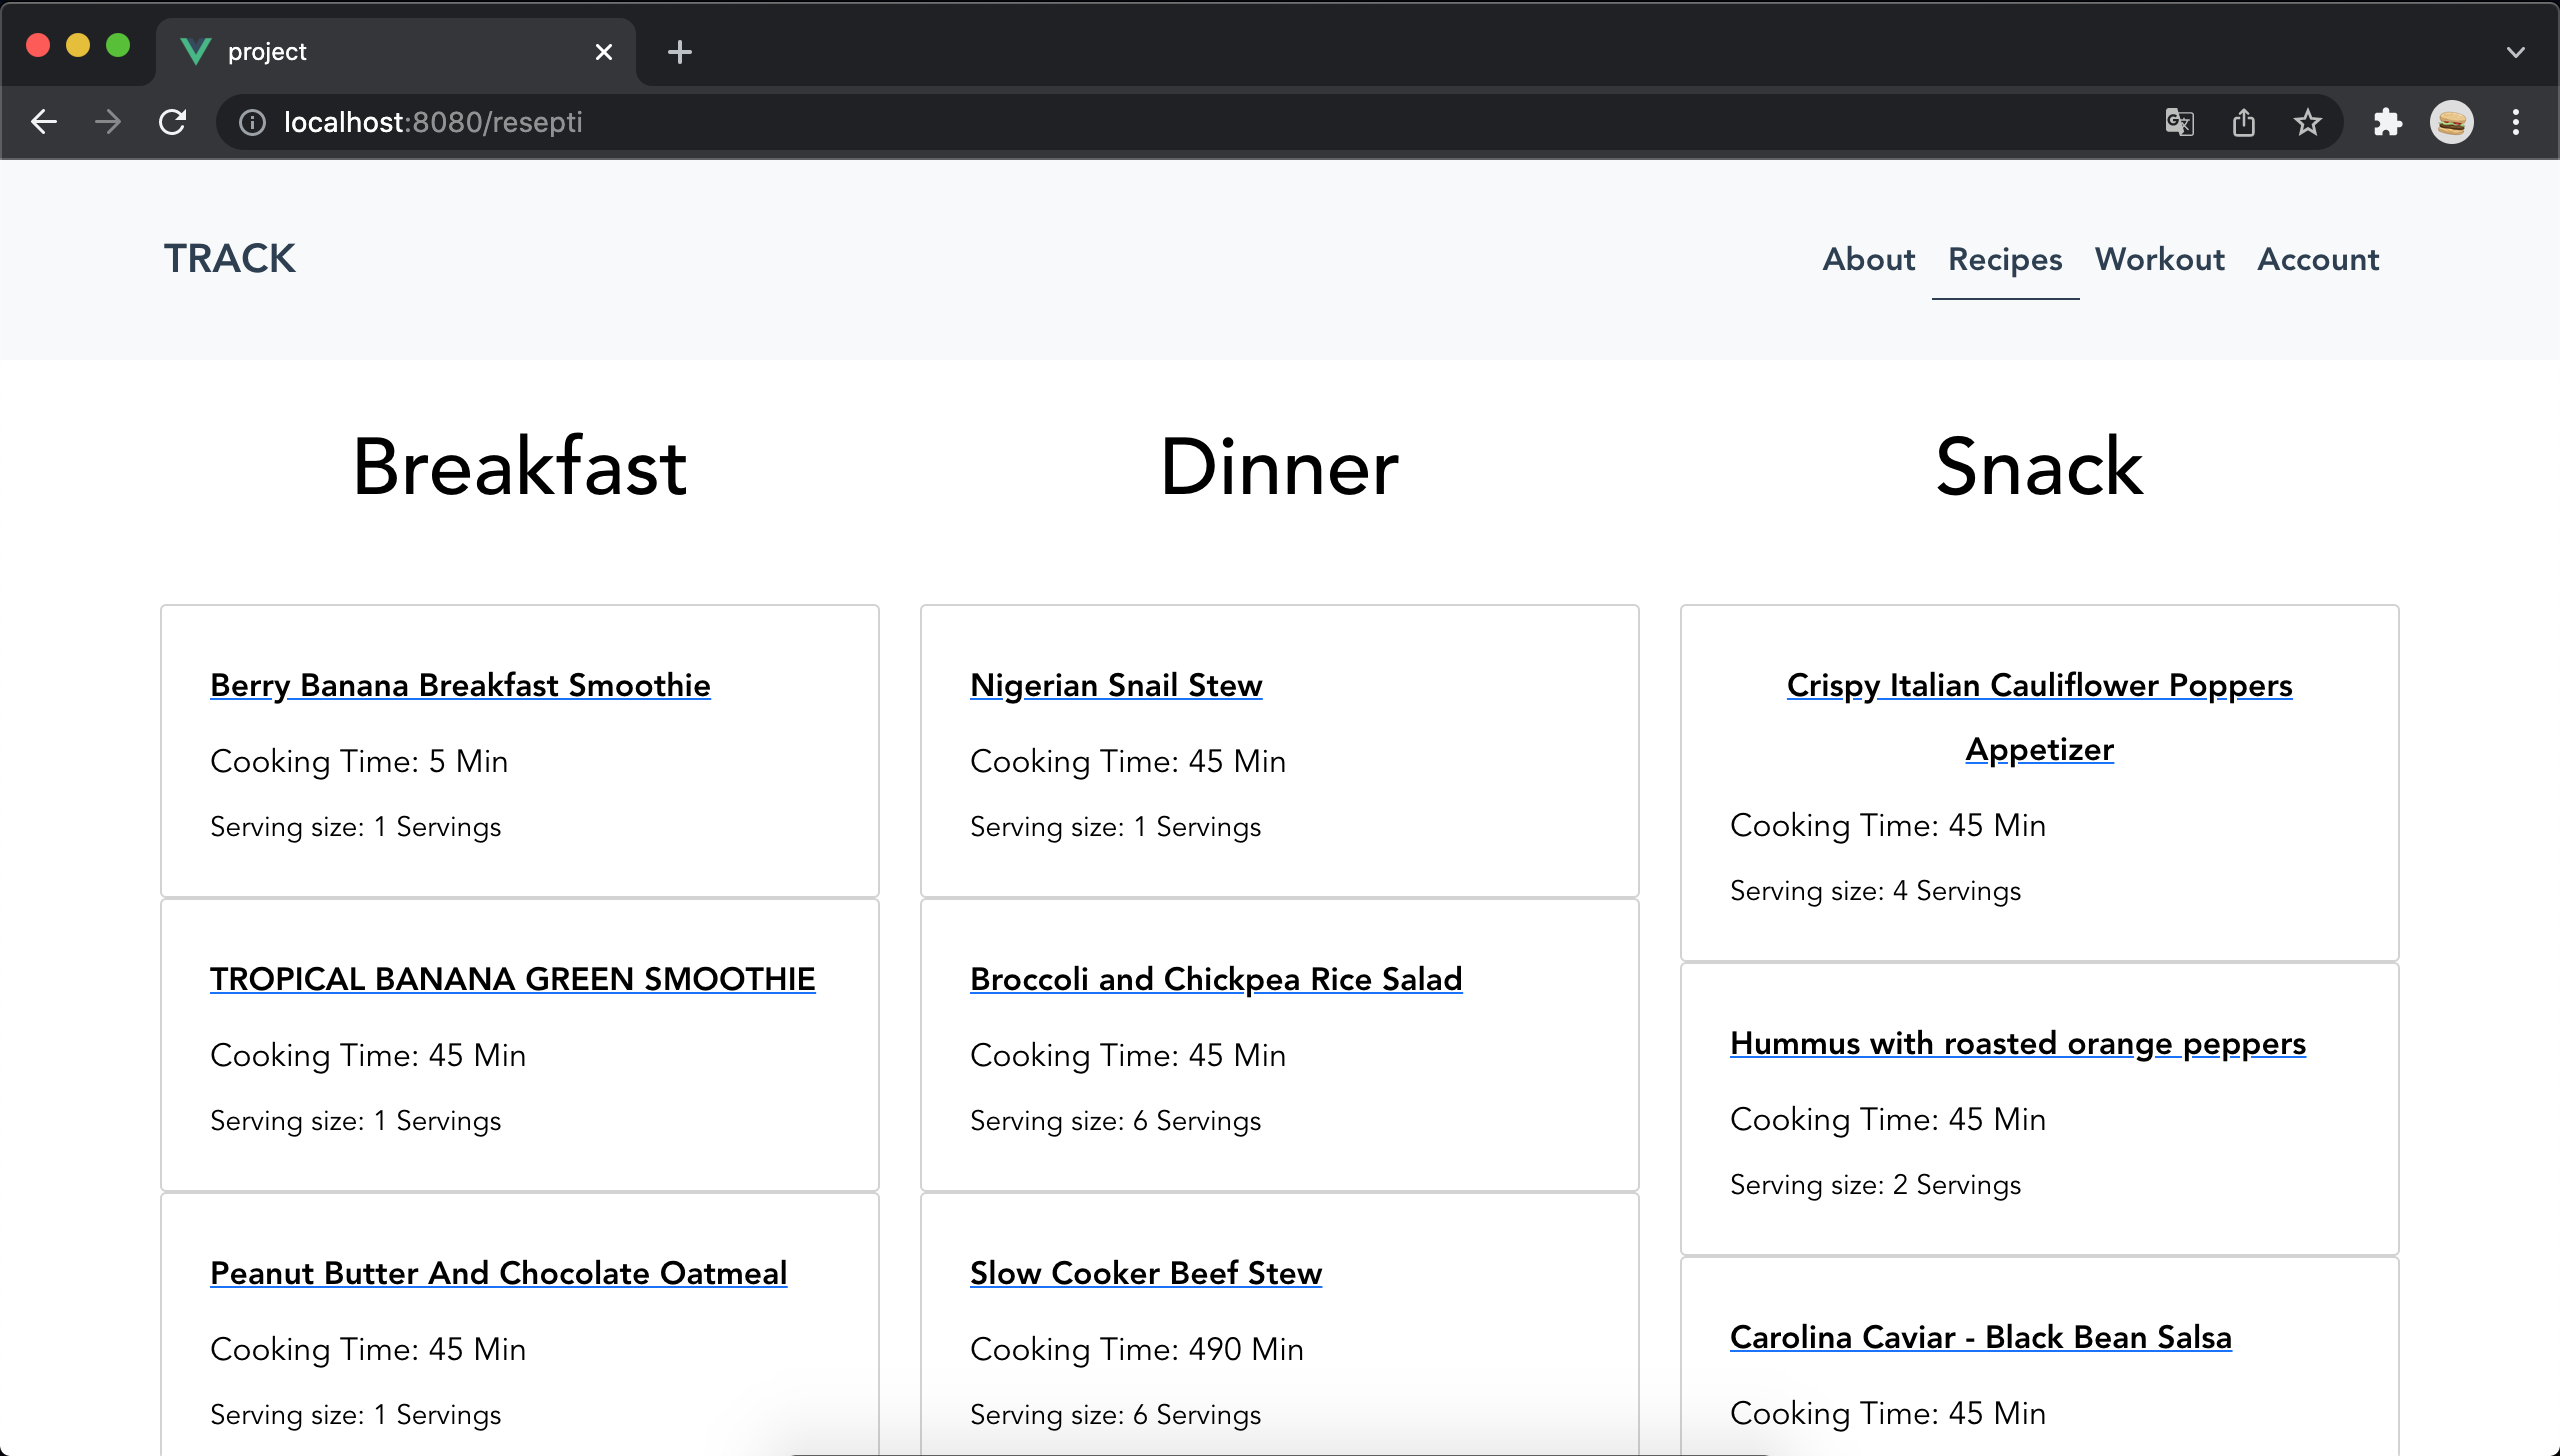 project
localhost:8080/resepti
TRACK
About Recipes Workout Account
Breakfast
Berry Banana Breakfast Smoothie
Cooking Time: 5 Min
Serving size: 1 Servings
TROPICAL BANANA GREEN SMOOTHIE
Cooking Time: 45 Min
Serving size: 1 Servings
Peanut Butter And Chocolate Oatmeal
Cooking Time: 45 Min
Serving size: 1 Servings
Dinner
Nigerian Snail Stew
Cooking Time: 45 Min
Serving size: 1 Servings
Broccoli and Chickpea Rice Salad
Cooking Time: 45 Min
Serving size: 6 Servings
Slow Cooker Beef Stew
Cooking Time: 490 Min
Serving size: 6 Servings
Snack
Crispy Italian Cauliflower Poppers
Appetizer
Cooking Time: 45 Min
Serving size: 4 Servings
Hummus with roasted orange peppers
Cooking Time: 45 Min
Serving size: 2 Servings
Carolina Caviar - Black Bean Salsa
Cooking Time: 45 Min